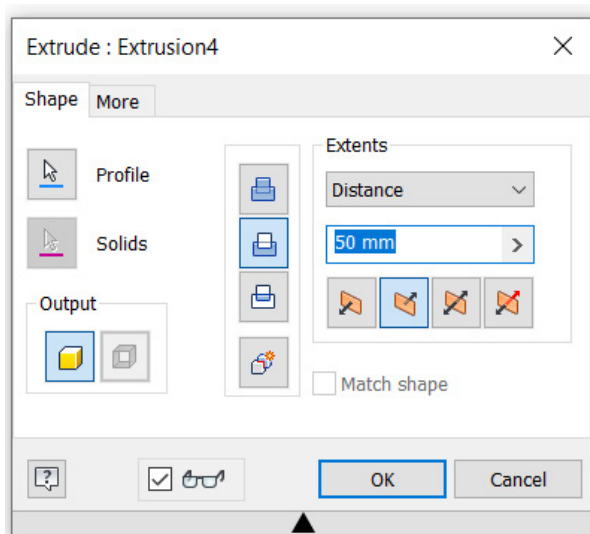 Extrude : Extrusion4
Shape More
Profile
Solids
Output
Extents
Distance
50 mm
Match shape
OK
Cancel